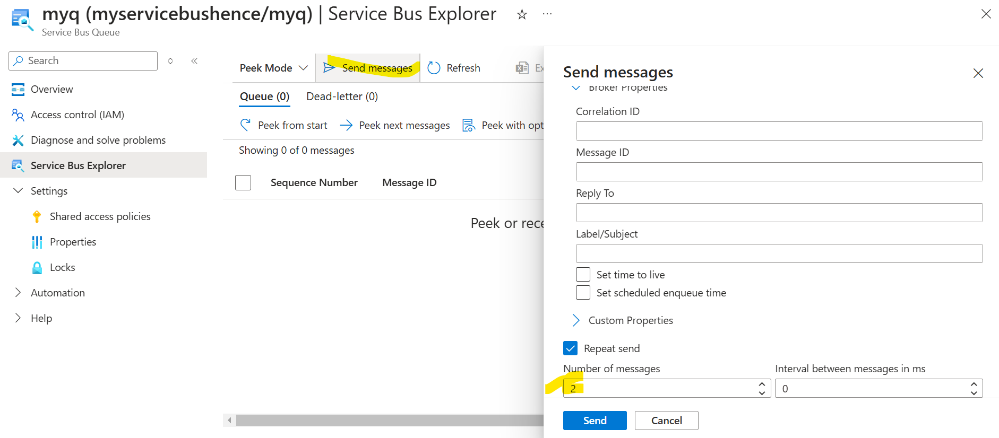 myq (myservicebushence/myq) | Service Bus Explorer
Service Bus Queue
Search
Overview
Access control (IAM)
Diagnose and solve problems
Service Bus Explorer
Settings
Shared access policies
Properties
Locks
Automation
Help
Peek Mode
Send messages
Refresh
Ex
Queue (0)
Dead-letter (0)
Peek from start
Peek next messages
Peek with opt
Showing 0 of 0 messages
Sequence Number
Message ID
Peek or rece
Send messages
Broker Properties
Correlation ID
Message ID
Reply To
Label/Subject
Set time to live
Set scheduled enqueue time
Custom Properties
Repeat send
Number of messages
Interval between messages in ms
2
0
Send
Cancel